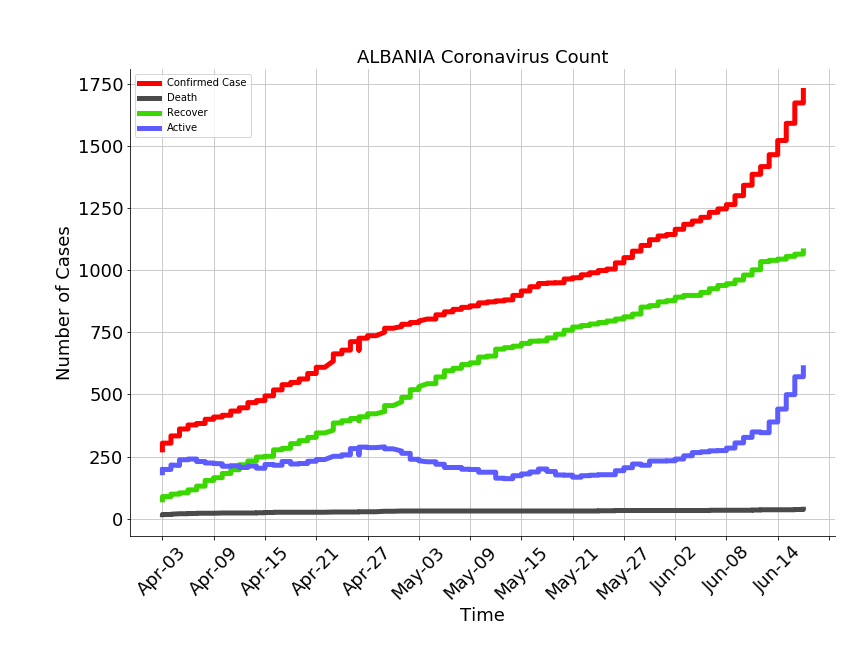 ALBANIA Coronavirus Count
Confirmed Case
Death
Recover
Active
1750
1500
1250
1000
750
500
250
0
Number of Cases
Apr-03
Apr-09
Apr-15
Apr-21
Apr-27
May-03
May-09
May-15
May-21
May-27
Jun-02
Jun-08
Jun-14
Time